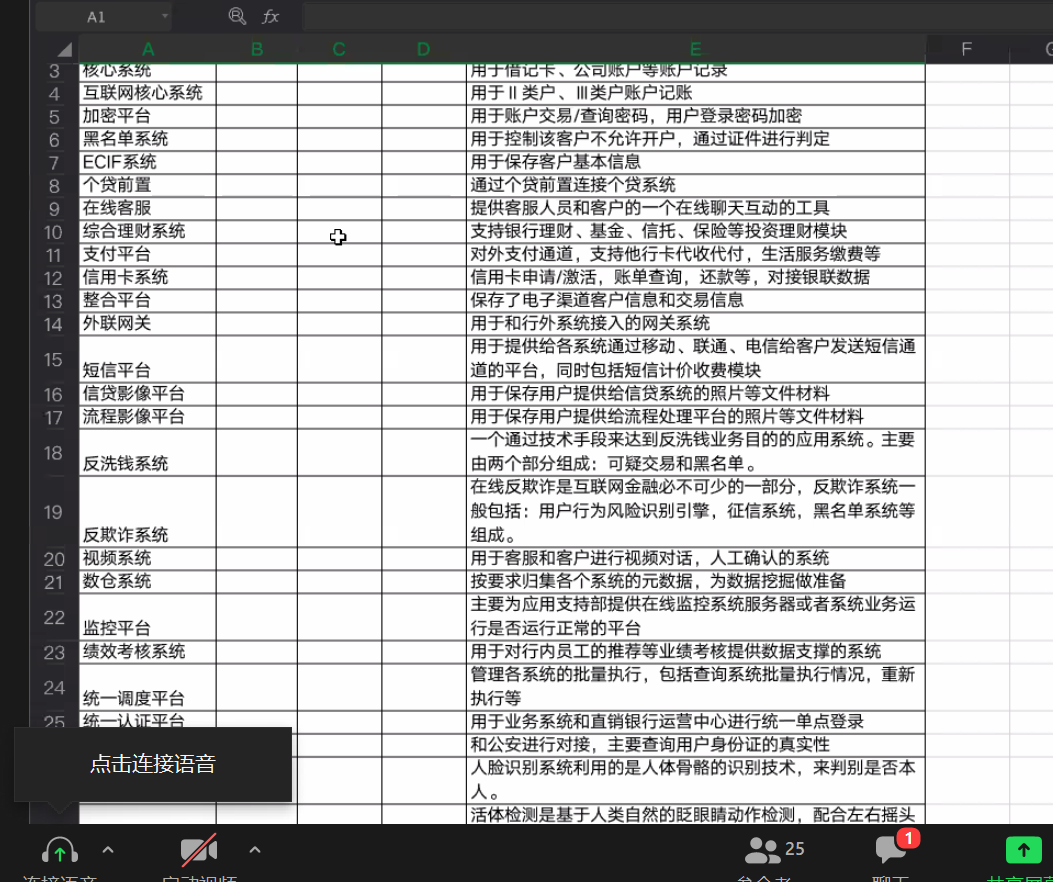 A1 fx
A B C D E F
3 核心系统 用于借记卡、公司账户等账户记录
4 互联网核心系统 用于Ⅱ类户、Ⅲ类户账户记账
5 加密平台 用于账户交易/查询密码，用户登录密码加密
6 黑名单系统 用于控制该客户不允许开户，通过证件进行判定
7 ECIF系统 用于保存客户基本信息
8 个贷前置 通过个贷前置连接个贷系统
9 在线客服 提供客服人员和客户的一个在线聊天互动的工具
10 综合理财系统 支持银行理财、基金、信托、保险等投资理财模块
11 支付平台 对外支付通道，支持他行卡代收代付，生活服务缴费等
12 信用卡系统 信用卡申请/激活，账单查询，还款等，对接银联数据
13 整合平台 保存了电子渠道客户信息和交易信息
14 外联网关 用于和行外系统接入的网关系统
用于提供给各系统通过移动、联通、电信给客户发送短信通
15 短信平台 道的平台，同时包括短信计价收费模块
16 信贷影像平台 用于保存用户提供给信贷系统的照片等文件材料
17 流程影像平台 用于保存用户提供给流程处理平台的照片等文件材料
一个通过技术手段来达到反洗钱业务目的的应用系统。主要
18 反洗钱系统 由两个部分组成：可疑交易和黑名单。
在线反欺诈是互联网金融必不可少的一部分，反欺诈系统一
19 般包括：用户行为风险识别引擎，征信系统，黑名单系统等
反欺诈系统 组成。
20 视频系统 用于客服和客户进行视频对话，人工确认的系统
21 数仓系统 按要求归集各个系统的元数据，为数据挖掘做准备
主要为应用支持部提供在线监控系统服务器或者系统业务运
22 监控平台 行是否运行正常的平台
23 绩效考核系统 用于对行内员工的推荐等业绩考核提供数据支撑的系统
管理各系统的批量执行，包括查询系统批量执行情况，重新
24 统一调度平台 执行等
25 统一认证平台 用于业务系统和直销银行运营中心进行统一单点登录
和公安进行对接，主要查询用户身份证的真实性
点击连接语音
人脸识别系统利用的是人体骨骼的识别技术，来判别是否本
人。
活体检测是基于人类自然的眨眼睛动作检测，配合左右摇头
25 1
连接语音 启动视频 参会者 聊天 共享屏幕